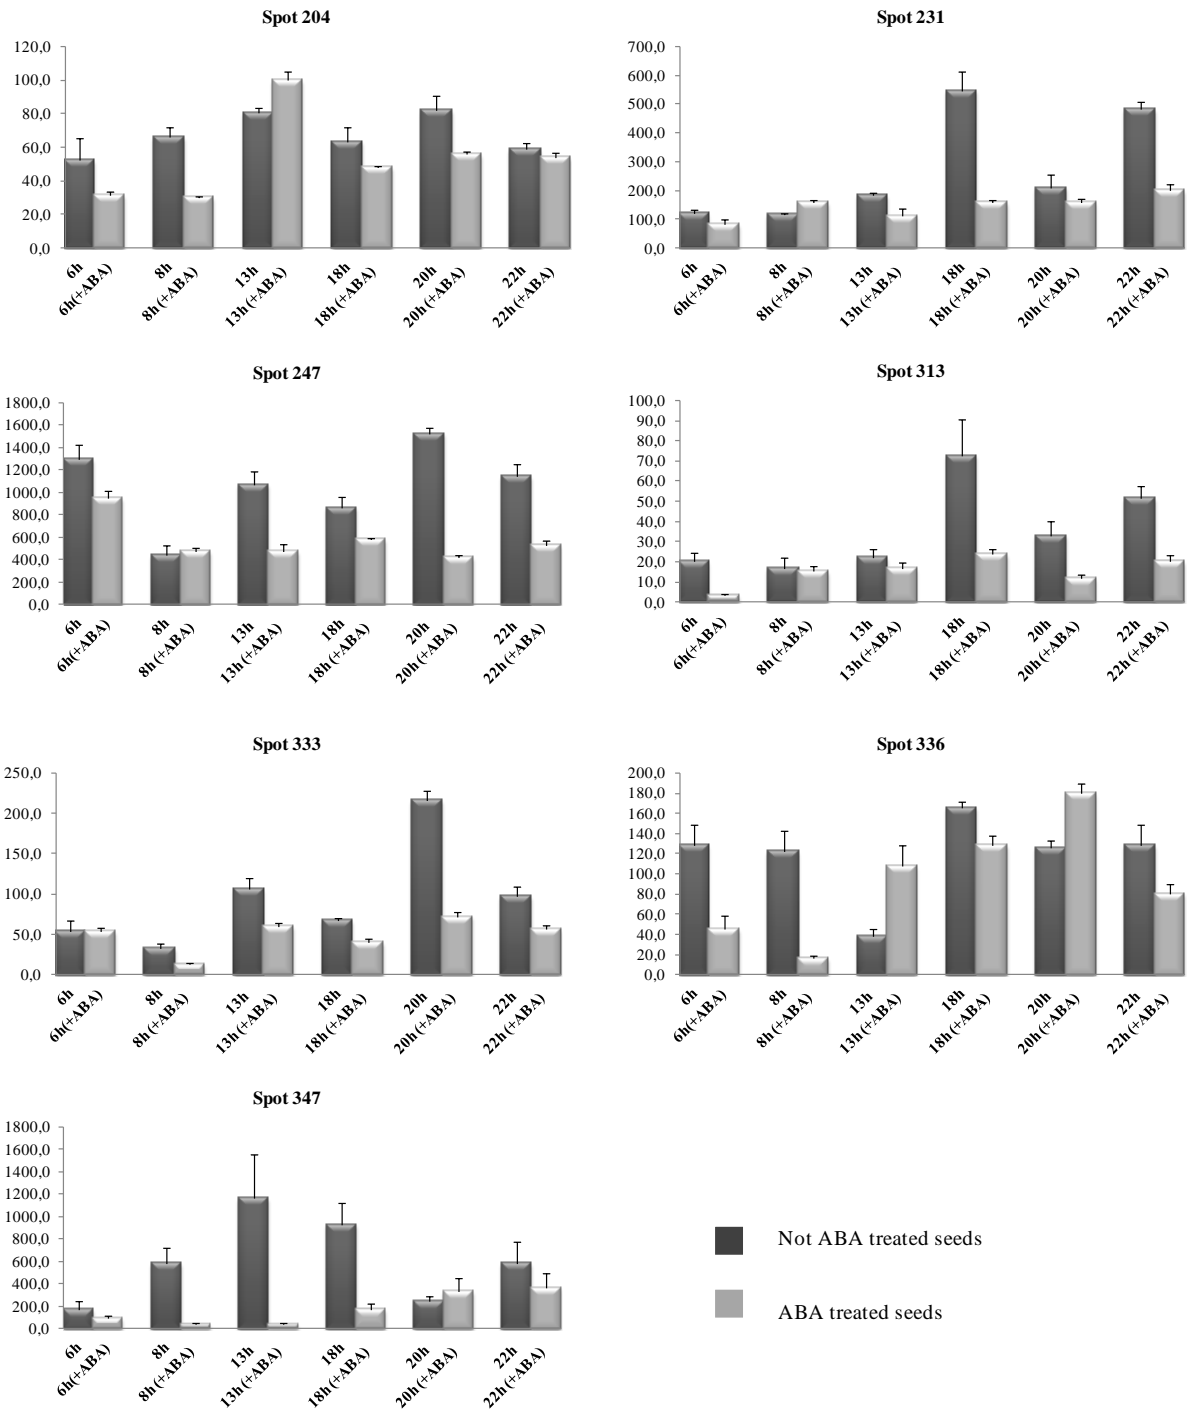 Spot 204
120,0
100,0
80,0
60,0
40,0
20,0
0,0
6h
6h(+ABA)
8h
8h (+ABA)
13h
13h (+ABA)
18h
18h (+ABA)
20h
20h (+ABA)
22h
22h (+ABA)
Spot 231
700,0
600,0
500,0
400,0
300,0
200,0
100,0
0,0
6h
6h(+ABA)
8h
8h (+ABA)
13h
13h (+ABA)
18h
18h (+ABA)
20h
20h (+ABA)
22h
22h (+ABA)
Spot 247
1800,0
1600,0
1400,0
1200,0
1000,0
800,0
600,0
400,0
200,0
0,0
6h
6h(+ABA)
8h
8h (+ABA)
13h
13h (+ABA)
18h
18h (+ABA)
20h
20h (+ABA)
22h
22h (+ABA)
Spot 313
100,0
90,0
80,0
70,0
60,0
50,0
40,0
30,0
20,0
10,0
0,0
6h
6h(+ABA)
8h
8h (+ABA)
13h
13h (+ABA)
18h
18h (+ABA)
20h
20h (+ABA)
22h
22h (+ABA)
Spot 333
250,0
200,0
150,0
100,0
50,0
0,0
6h
6h(+ABA)
8h
8h (+ABA)
13h
13h (+ABA)
18h
18h (+ABA)
20h
20h (+ABA)
22h
22h (+ABA)
Spot 336
200,0
180,0
160,0
140,0
120,0
100,0
80,0
60,0
40,0
20,0
0,0
6h
6h(+ABA)
8h
8h (+ABA)
13h
13h (+ABA)
18h
18h (+ABA)
20h
20h (+ABA)
22h
22h (+ABA)
Spot 347
1800,0
1600,0
1400,0
1200,0
1000,0
800,0
600,0
400,0
200,0
0,0
6h
6h(+ABA)
8h
8h (+ABA)
13h
13h (+ABA)
18h
18h (+ABA)
20h
20h (+ABA)
22h
22h (+ABA)
Not ABA treated seeds
ABA treated seeds